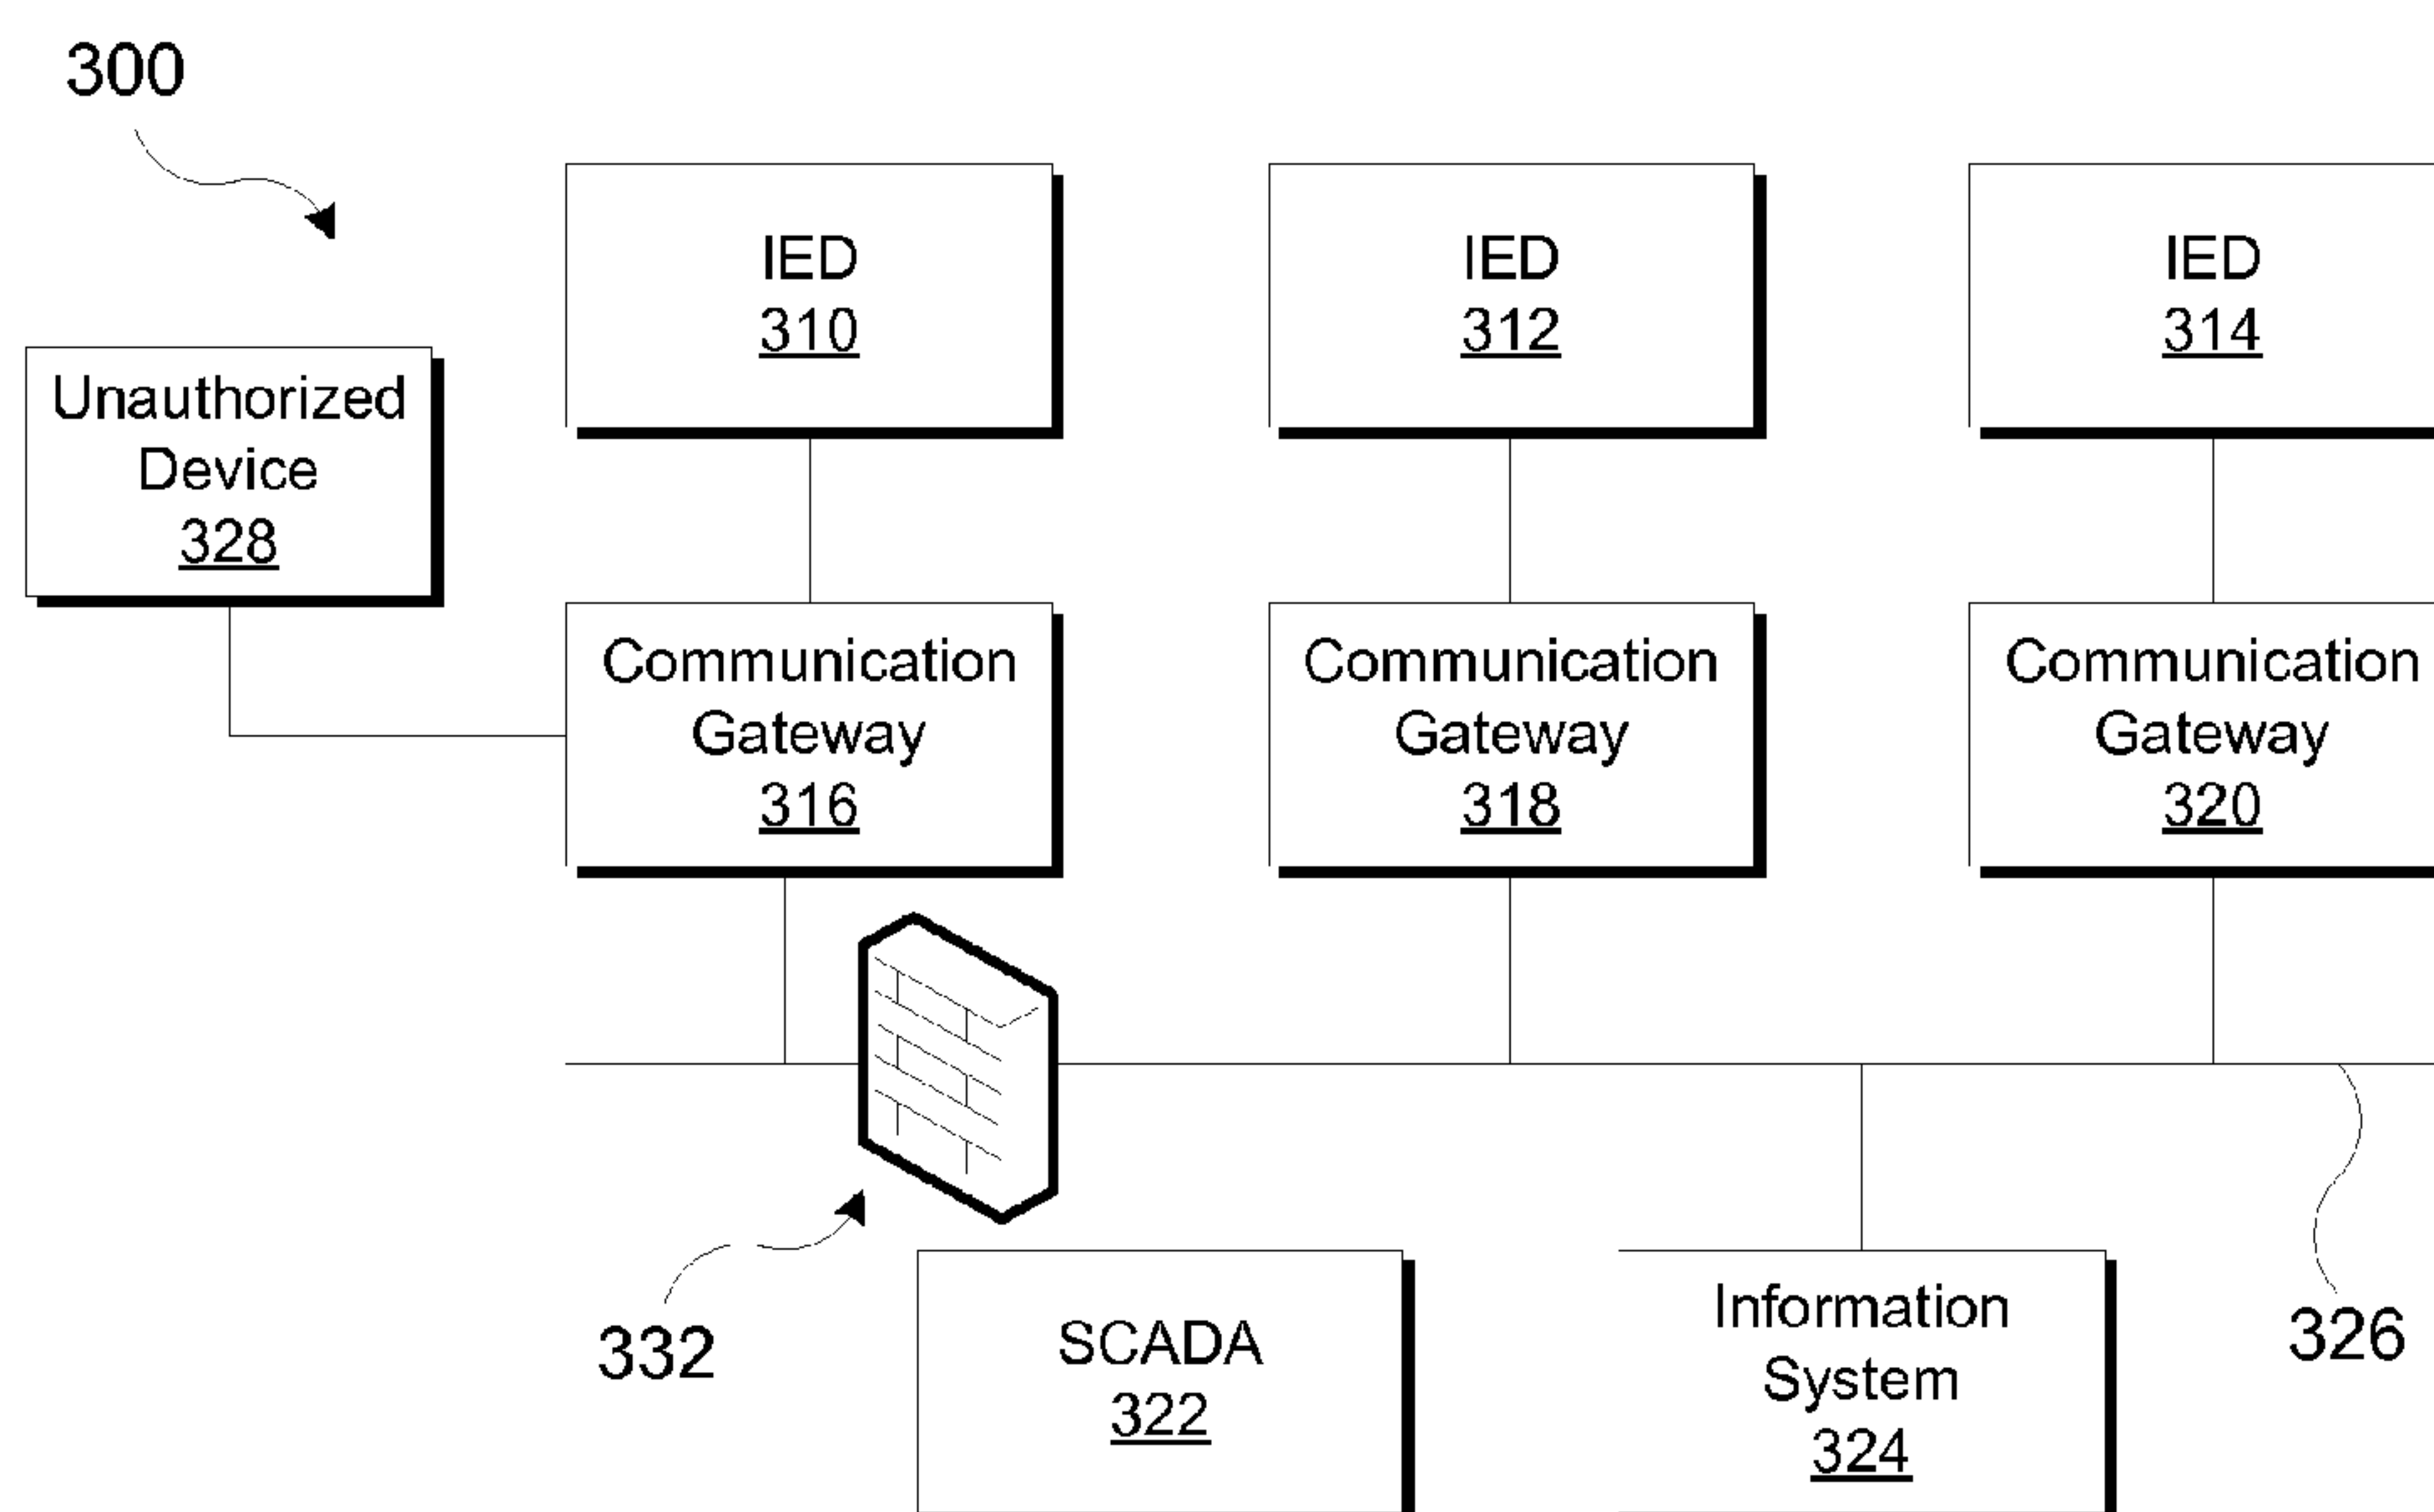 300
IED
310
IED
312
IED
314
Unauthorized
Device
328
Communication
Gateway
316
Communication
Gateway
318
Communication
Gateway
320
332
SCADA
322
Information
System
324
326